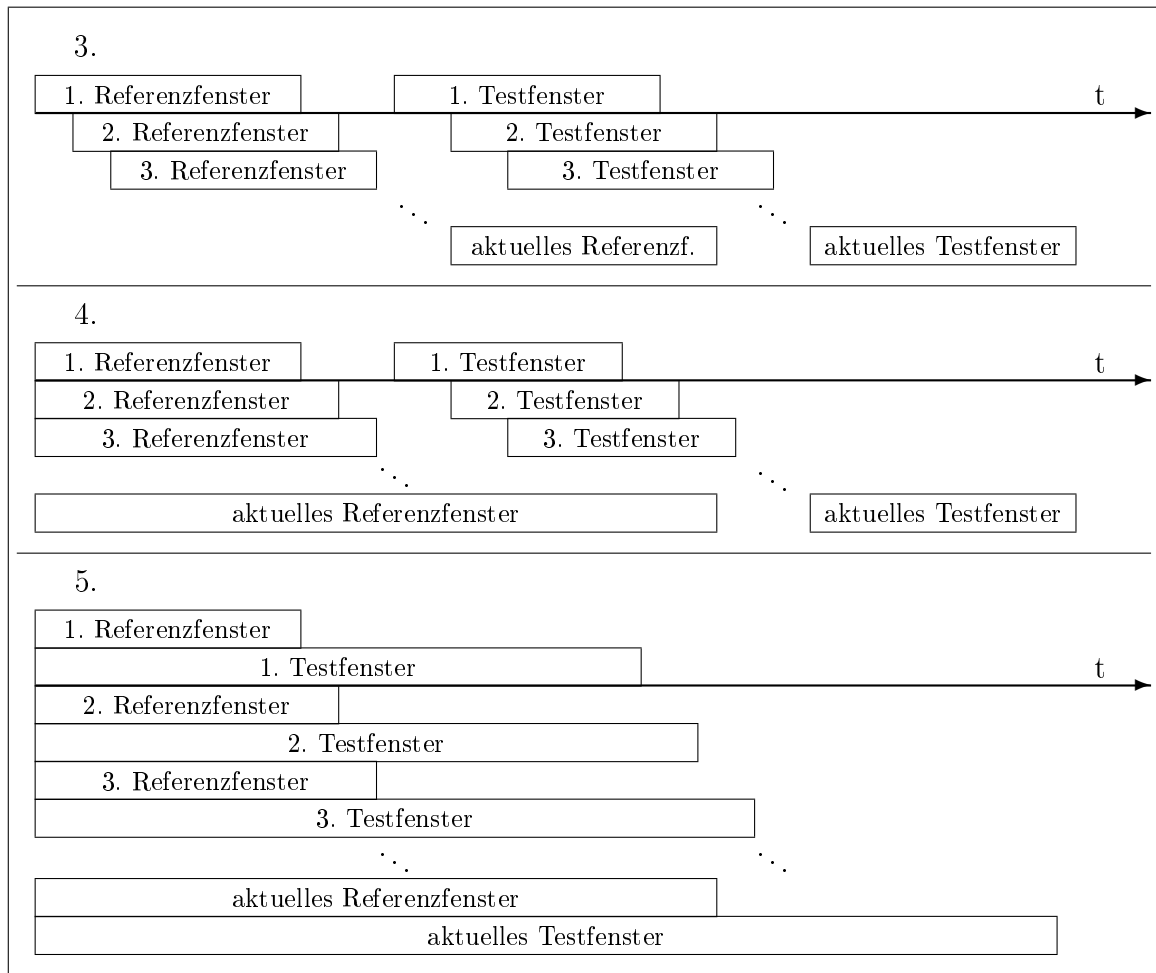 3.
1. Referenzfenster 1. Testfenster t
2. Referenzfenster 2. Testfenster
3. Referenzfenster 3. Testfenster
aktuelles Referenzf. aktuelles Testfenster
4.
1. Referenzfenster 1. Testfenster t
2. Referenzfenster 2. Testfenster
3. Referenzfenster 3. Testfenster
aktuelles Referenzfenster aktuelles Testfenster
5.
1. Referenzfenster
1. Testfenster t
2. Referenzfenster
2. Testfenster
3. Referenzfenster
3. Testfenster
aktuelles Referenzfenster
aktuelles Testfenster